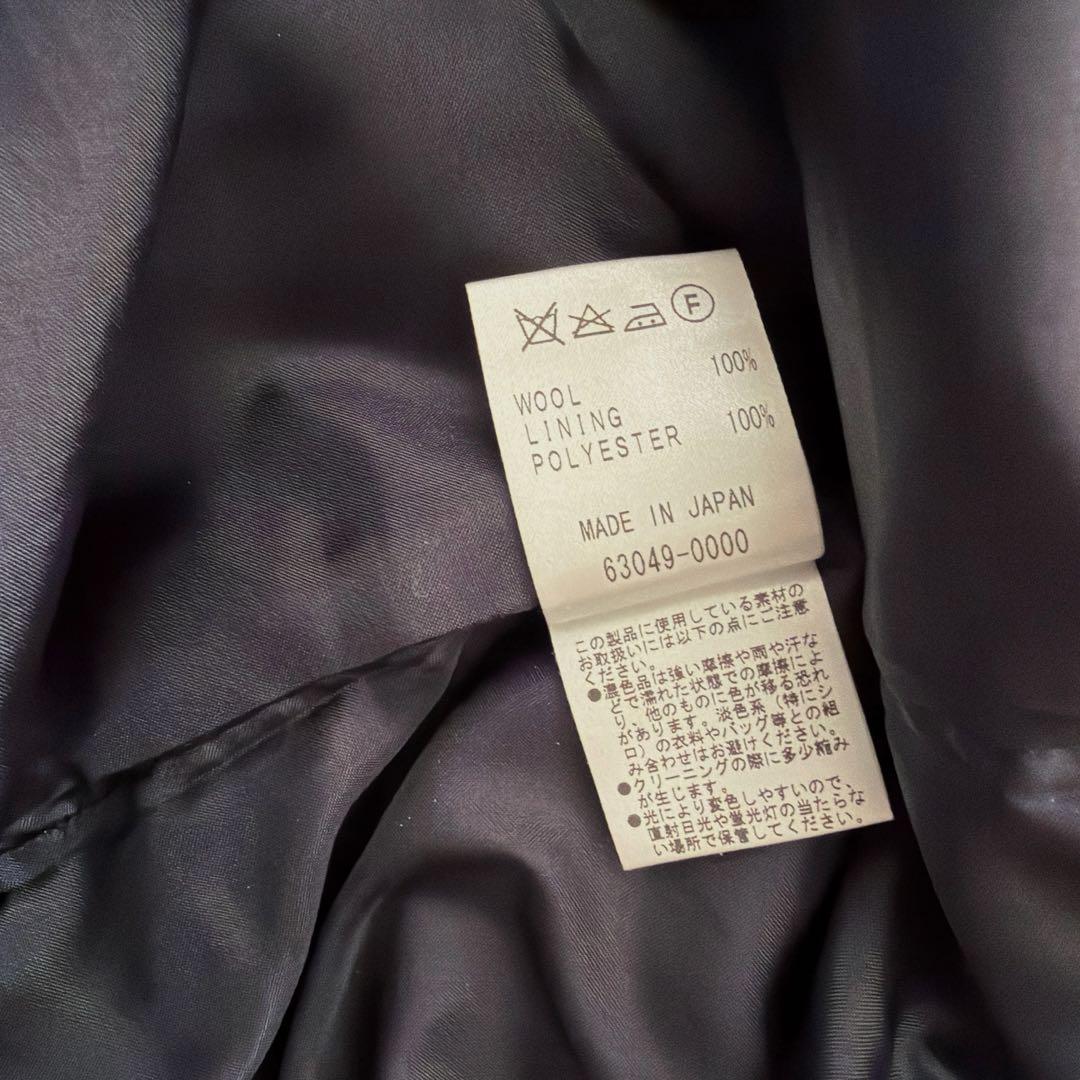 F
100%
WOOL
LINING
POLYESTER 100%
MADE IN JAPAN
63049-0000
この製品に使用している素材の
お取扱いには以下の点にご注意
ください。
●濃色品は強い摩擦や雨や汗な
どで濡れた状態での摩擦によ
り、他のものに色が移る恐れ
があります。淡色系（特にシ
ロ）の衣料やバッグ等との組
み合わせはお避けください。
●クリーニングの際に多少縮み
が生じます。
●光により変色しやすいので、
直射日光や蛍光灯の当たらな
い場所で保管してください。